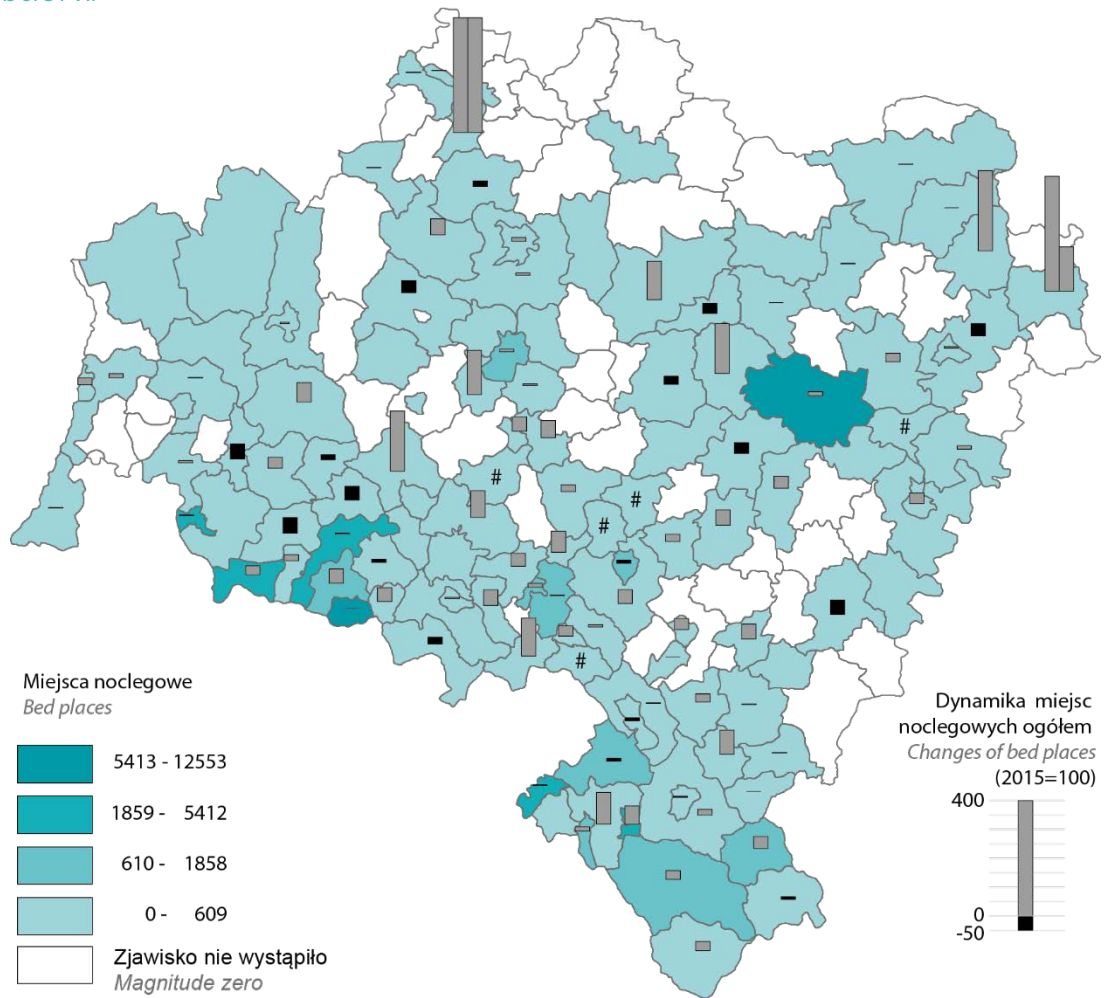 #
#
#
#
#
Miejsca noclegowe
Bed places
5413 - 12553
1859 - 5412
610 - 1858
0 - 609
Zjawisko nie wystąpiło
Magnitude zero
Dynamika miejsc
noclegowych ogółem
Changes of bed places
(2015=100)
400
0
-50